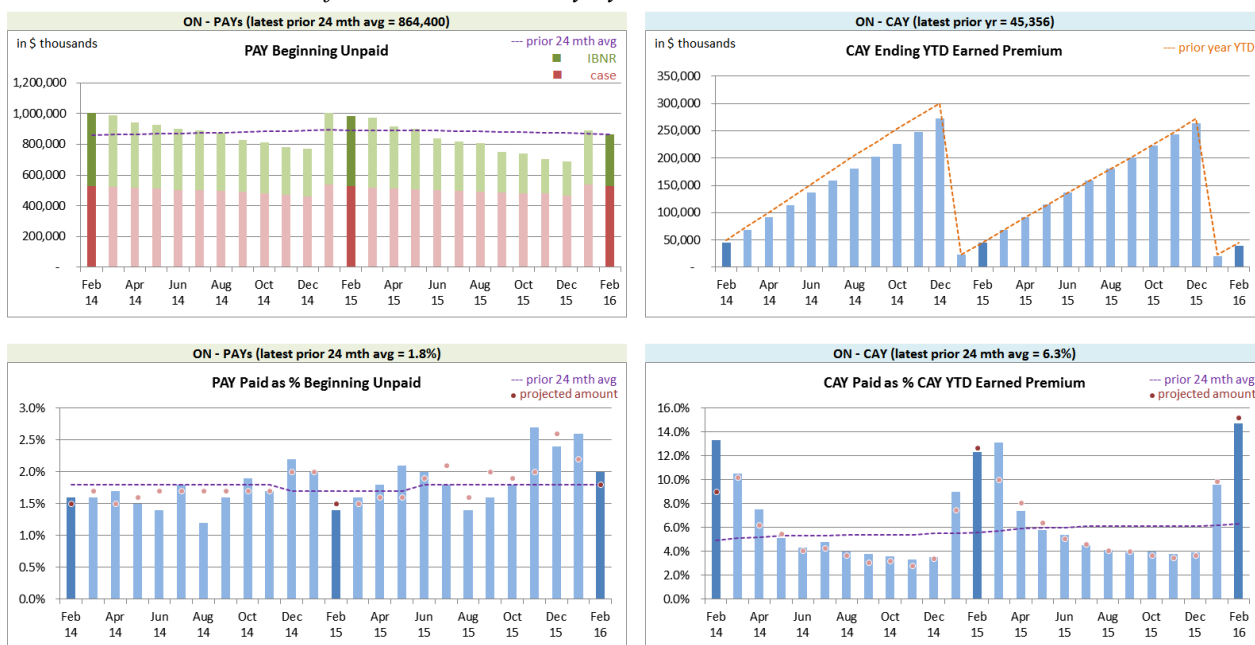 ON - PAYs (latest prior 24 mth avg = 864,400)
in $ thousands
PAY Beginning Unpaid
--- prior 24 mth avg
IBNR
case
1,200,000
1,000,000
800,000
600,000
400,000
200,000
-
Feb Apr Jun Aug Oct Dec Feb Apr Jun Aug Oct Dec Feb
14 14 14 14 14 14 15 15 15 15 15 15 16
ON - CAY (latest prior yr = 45,356)
in $ thousands
CAY Ending YTD Earned Premium
--- prior year YTD
350,000
300,000
250,000
200,000
150,000
100,000
50,000
-
Feb Apr Jun Aug Oct Dec Feb Apr Jun Aug Oct Dec Feb
14 14 14 14 14 14 15 15 15 15 15 15 16
ON - PAYs (latest prior 24 mth avg = 1.8%)
PAY Paid as % Beginning Unpaid
--- prior 24 mth avg
projected amount
3.0%
2.5%
2.0%
1.5%
1.0%
0.5%
0.0%
Feb Apr Jun Aug Oct Dec Feb Apr Jun Aug Oct Dec Feb
14 14 14 14 14 14 15 15 15 15 15 15 16
ON - CAY (latest prior 24 mth avg = 6.3%)
CAY Paid as % CAY YTD Earned Premium
--- prior 24 mth avg
projected amount
16.0%
14.0%
12.0%
10.0%
8.0%
6.0%
4.0%
2.0%
0.0%
Feb Apr Jun Aug Oct Dec Feb Apr Jun Aug Oct Dec Feb
14 14 14 14 14 14 15 15 15 15 15 15 16